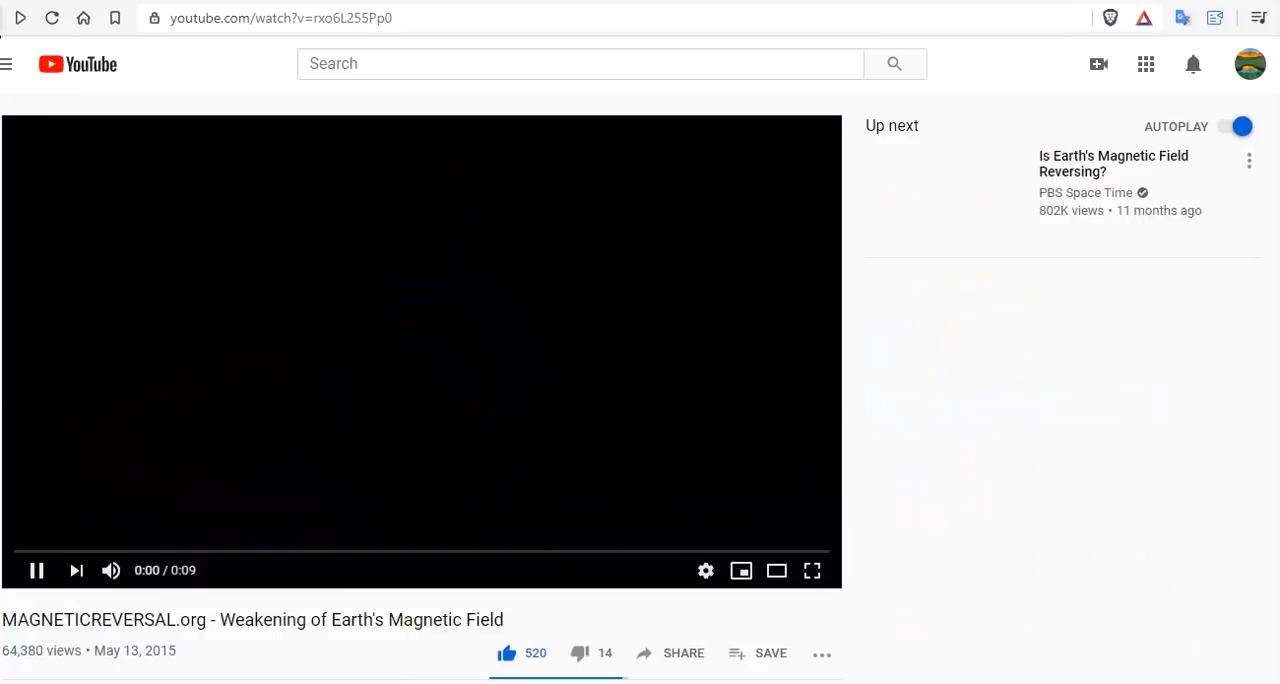 youtube.com/watch?v=rxo6L255Pp0
YouTube
Search
Up next
AUTOPLAY
Is Earth's Magnetic Field
Reversing?
PBS Space Time
802K views • 11 months ago
0:00 / 0:09
MAGNETICREVERSAL.org - Weakening of Earth's Magnetic Field
64,380 views • May 13, 2015
520
14
SHARE
SAVE